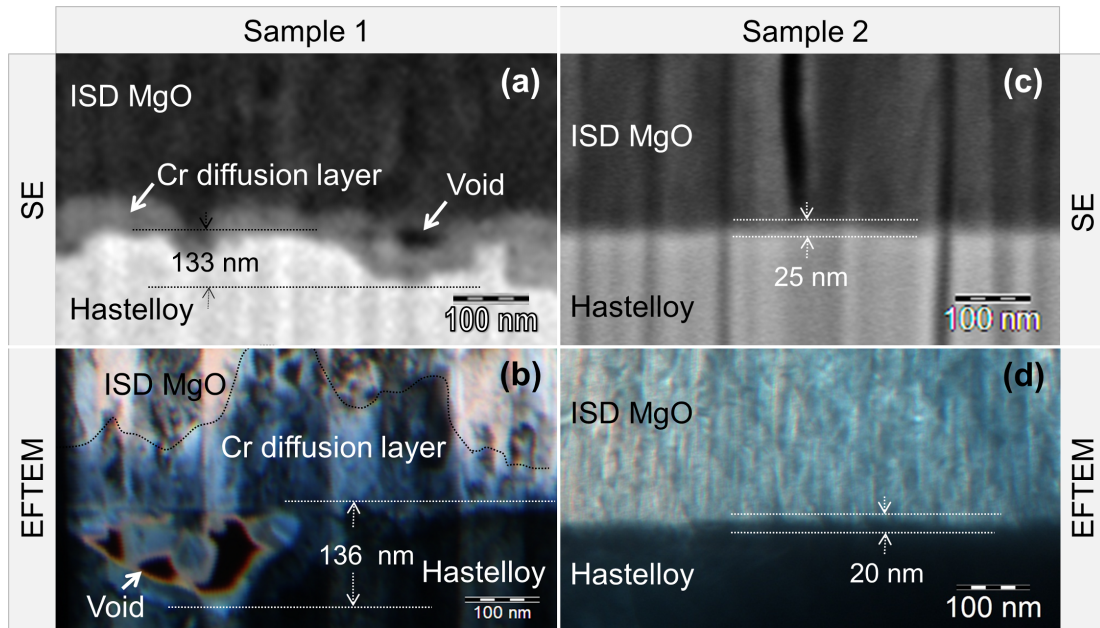 Sample 1
Sample 2
SE
ISD MgO
(a)
Cr diffusion layer
Void
133 nm
Hastelloy
100 nm
(c)
ISD MgO
25 nm
Hastelloy
100 nm
SE
EFTEM
ISD MgO
(b)
Cr diffusion layer
136 nm
Hastelloy
Void
100 nm
(d)
ISD MgO
Hastelloy
20 nm
100 nm
EFTEM